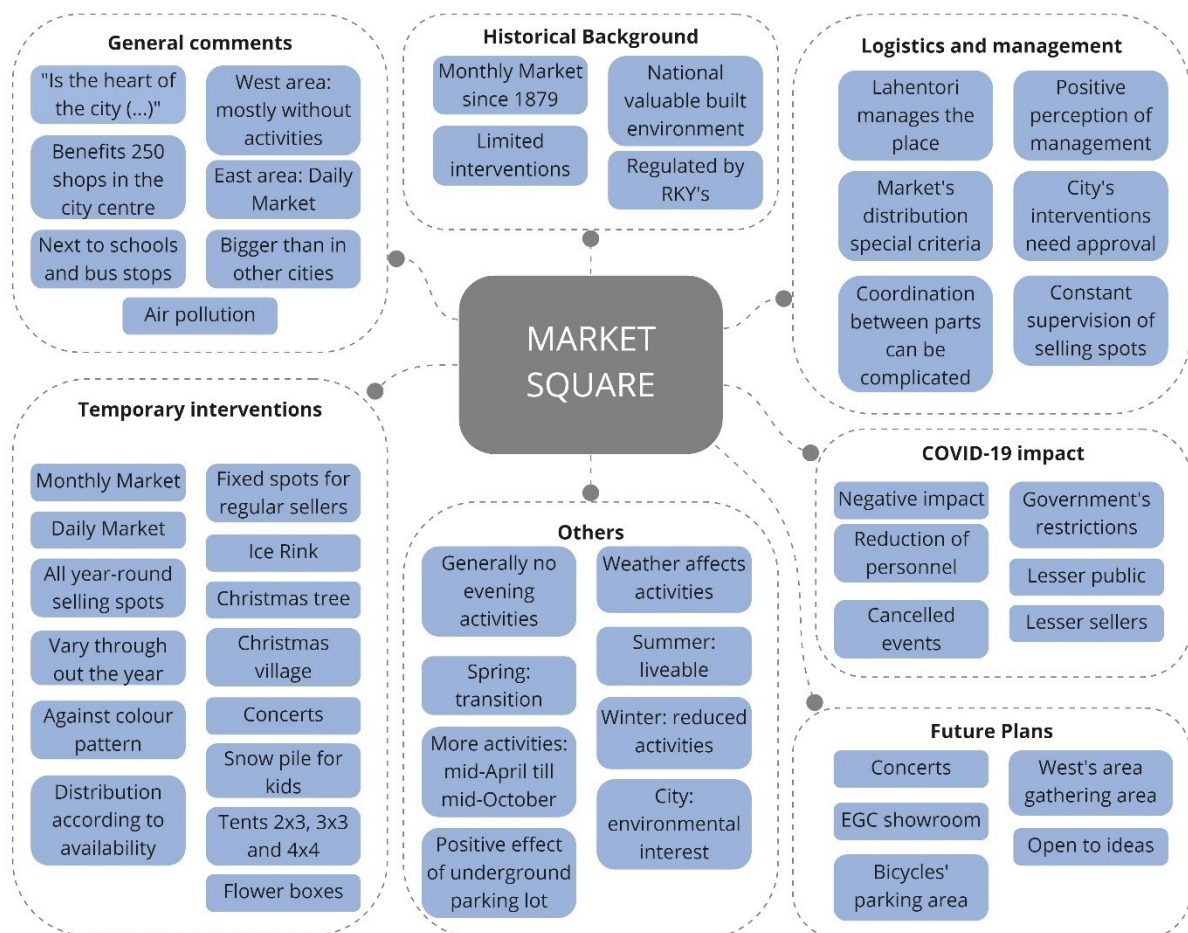 General comments
"Is the heart of
the city (...)"
Benefits 250
shops in the
city centre
Next to schools
and bus stops
West area:
mostly without
activities
East area: Daily
Market
Bigger than in
other cities
Air pollution
Historical Background
Monthly Market
since 1879
Limited
interventions
National
valuable built
environment
Regulated by
RKY's
Logistics and management
Lahentori
manages the
place
Market's
distribution
special criteria
Coordination
between parts
can be
complicated
Positive
perception of
management
City's
interventions
need approval
Constant
supervision of
selling spots
MARKET
SQUARE
Temporary interventions
Monthly Market
Daily Market
All year-round
selling spots
Vary through
out the year
Against colour
pattern
Distribution
according to
availability
Fixed spots for
regular sellers
Ice Rink
Christmas tree
Christmas
village
Concerts
Snow pile for
kids
Tents 2x3, 3x3
and 4x4
Flower boxes
Others
Generally no
evening
activities
Spring:
transition
More activities:
mid-April till
mid-October
Positive effect
of underground
parking lot
Weather affects
activities
Summer:
liveable
Winter: reduced
activities
City:
environmental
interest
COVID-19 impact
Negative impact
Reduction of
personnel
Cancelled
events
Government's
restrictions
Lesser public
Lesser sellers
Future Plans
Concerts
EGC showroom
Bicycles'
parking area
West's area
gathering area
Open to ideas